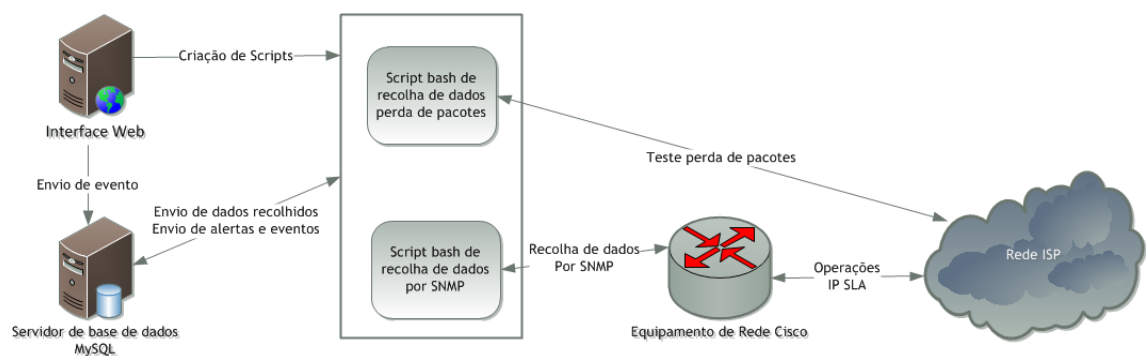 Criação de Scripts
Script bash de
recolha de dados
perda de pacotes
Interface Web
Teste perda de pacotes
Envio de evento
Envio de dados recolhidos
Envio de alertas e eventos
Script bash de
recolha de dados
por SNMP
Recolha de dados
Por SNMP
Operações
IP SLA
Rede ISP
Servidor de base de dados
MySQL
Equipamento de Rede Cisco